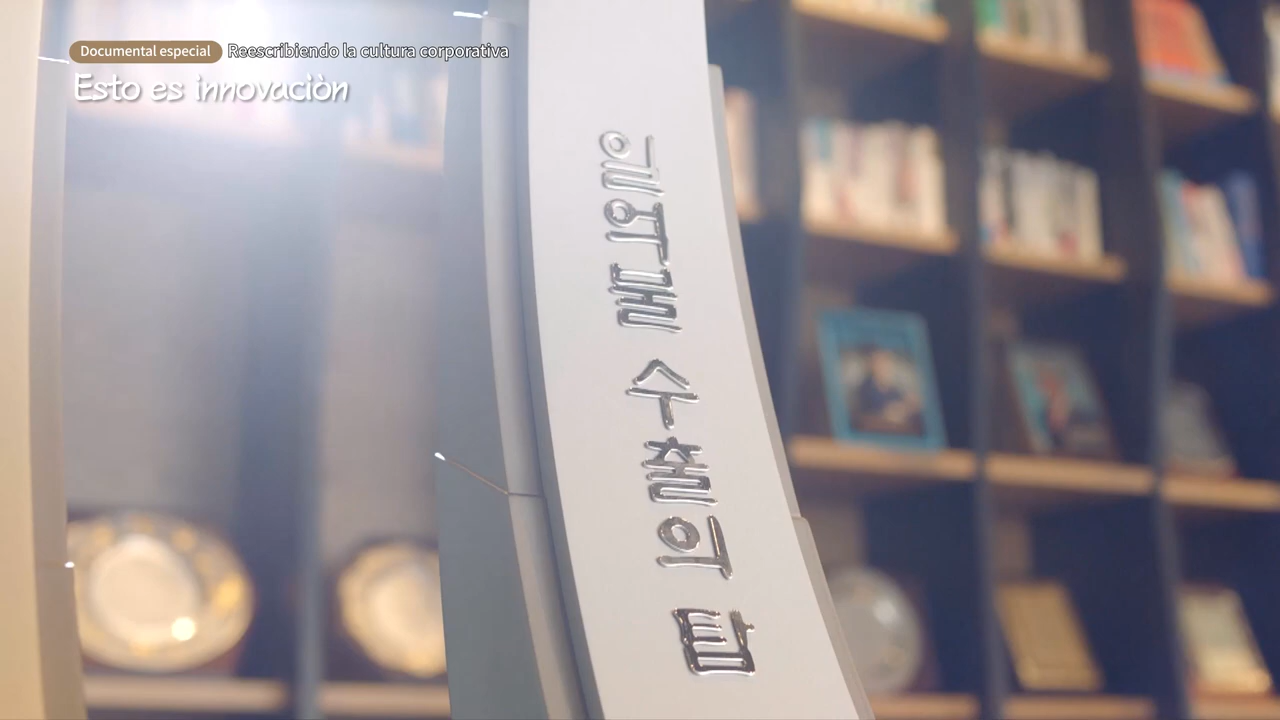 Documental especial Reescribiendo la cultura corporativa
Esto es innovaciòn
일억불 수출의 탑